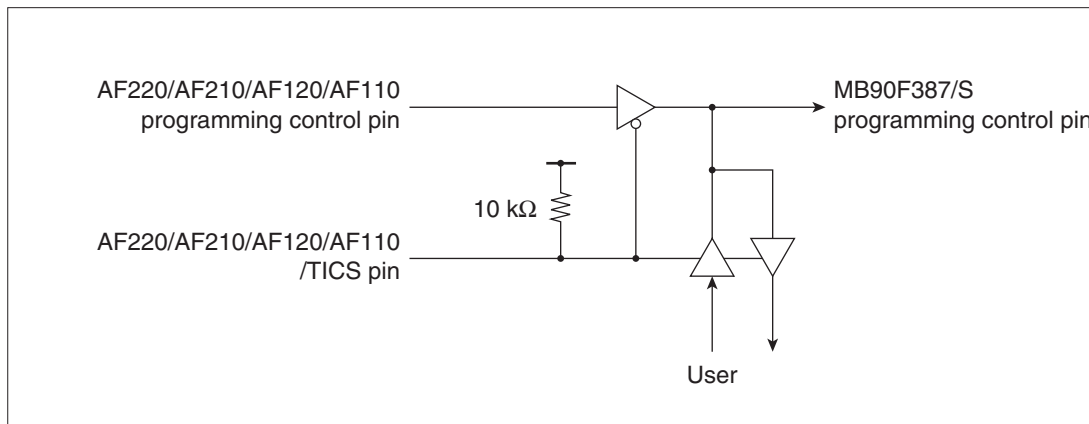 AF220/AF210/AF120/AF110
programming control pin
MB90F387/S
programming control pin
10 kΩ
AF220/AF210/AF120/AF110
/TICS pin
User